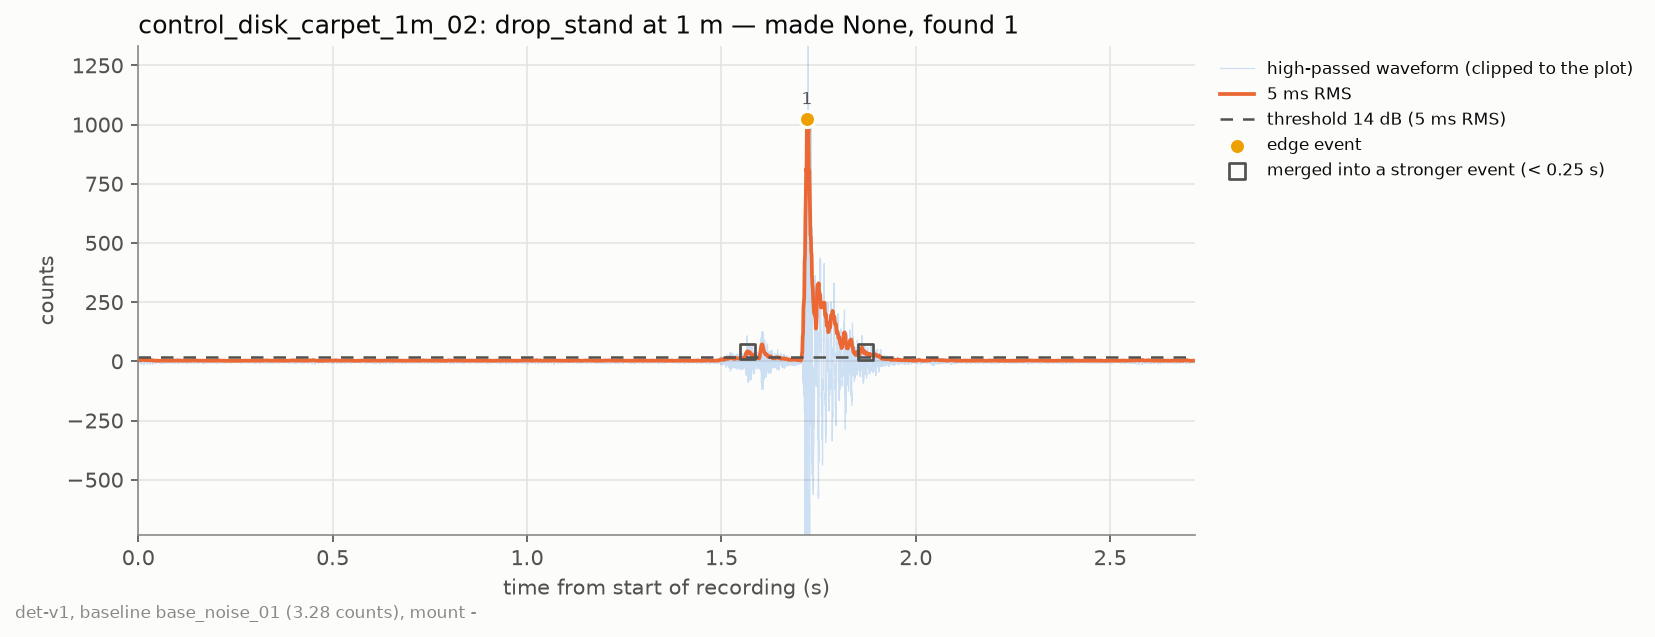 control_disk_carpet_1m_02: drop_stand at 1 m — made None, found 1
high-passed waveform (clipped to the plot)
5 ms RMS
threshold 14 dB (5 ms RMS)
edge event
merged into a stronger event (< 0.25 s)
1
counts
1250
1000
750
500
250
0
−250
−500
0.0 0.5 1.0 1.5 2.0 2.5
time from start of recording (s)
det-v1, baseline base_noise_01 (3.28 counts), mount -